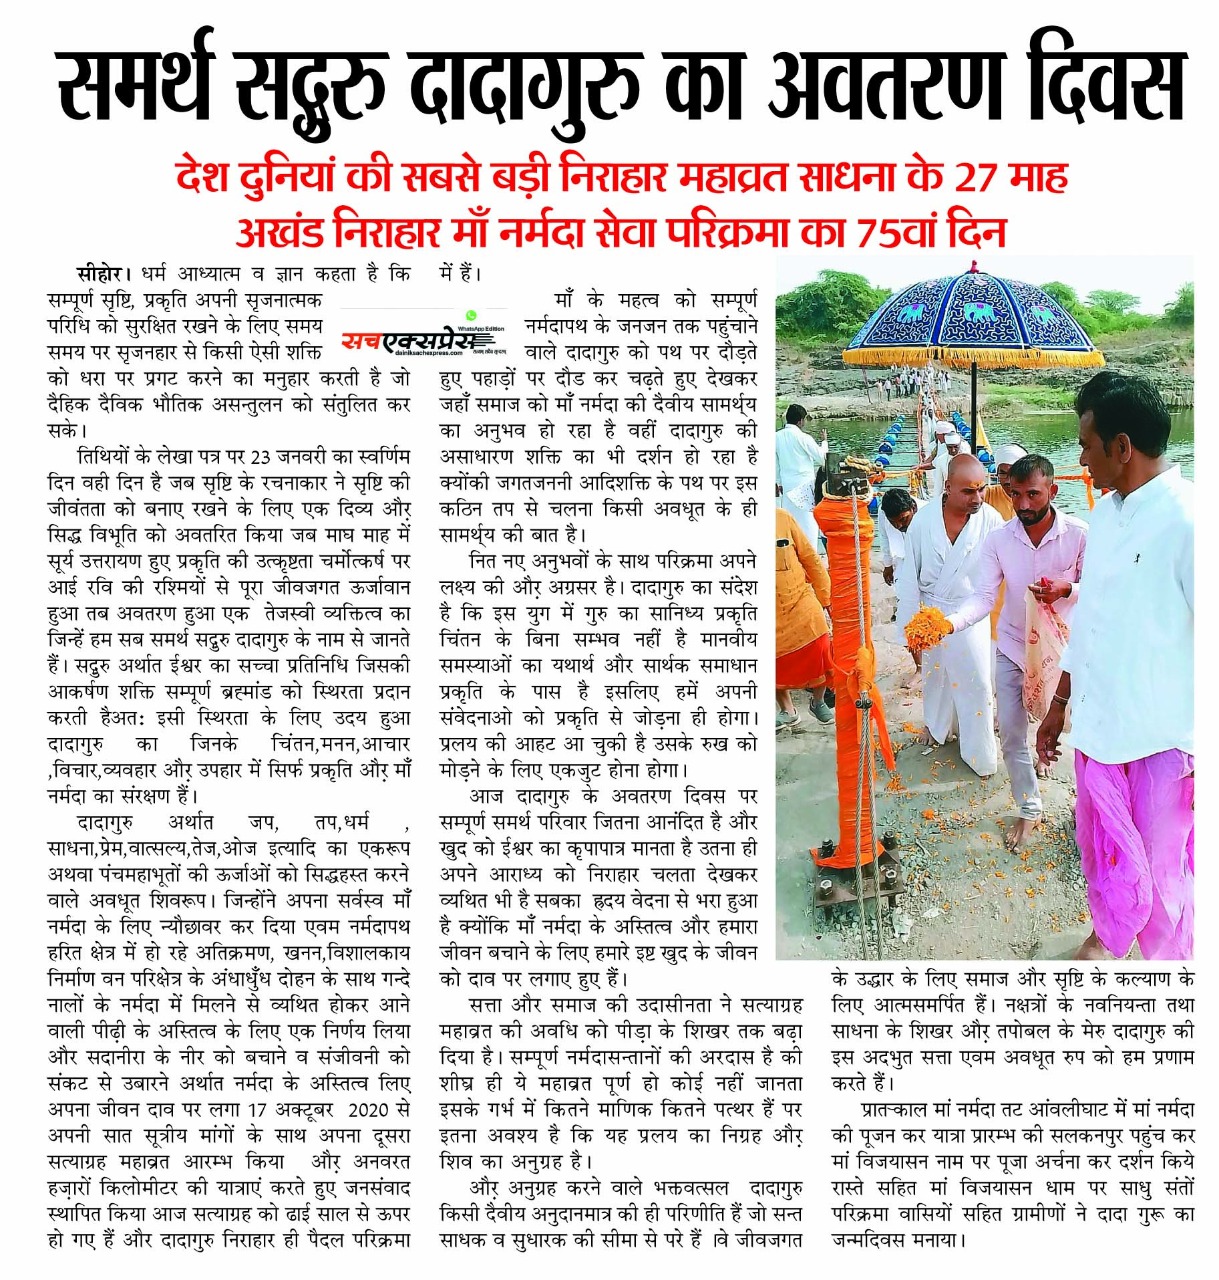 समर्थ सद्गुरु दादागुरु का अवतरण दिवस
देश दुनियां की सबसे बड़ी निराहार महाव्रत साधना के 27 माह
अखंड निराहार माँ नर्मदा सेवा परिक्रमा का 75वां दिन
सीहोर। धर्म आध्यात्म व ज्ञान कहता है कि
सम्पूर्ण सृष्टि, प्रकृति अपनी सृजनात्मक
परिधि को सुरक्षित रखने के लिए समय
समय पर सृजनहार से किसी ऐसी शक्ति
को धरा पर प्रगट करने का मनुहार करती है जो
दैहिक दैविक भौतिक असन्तुलन को संतुलित कर
सके।
तिथियों के लेखा पत्र पर 23 जनवरी का स्वर्णिम
दिन वही दिन है जब सृष्टि के रचनाकार ने सृष्टि की
जीवंतता को बनाए रखने के लिए एक दिव्य और्
सिद्ध विभूति को अवतरित किया जब माघ माह में
सूर्य उत्तरायण हुए प्रकृति की उत्कृष्टता चर्मोत्कर्ष पर
आई रवि की रश्मियों से पूरा जीवजगत ऊर्जावान
हुआ तब अवतरण हुआ एक तेजस्वी व्यक्तित्व का
जिन्हें हम सब समर्थ सद्गुरु दादागुरु के नाम से जानते
हैं। सद्गुरु अर्थात ईश्वर का सच्चा प्रतिनिधि जिसकी
आकर्षण शक्ति सम्पूर्ण ब्रह्मांड को स्थिरता प्रदान
करती हैअत: इसी स्थिरता के लिए उदय हुआ
दादागुरु का जिनके चिंतन,मनन,आचार
,विचार,व्यवहार और् उपहार में सिर्फ प्रकृति और् माँ
नर्मदा का संरक्षण हैं।
दादागुरु अर्थात जप, तप,धर्म ,
साधना,प्रेम,वात्सल्य,तेज,ओज इत्यादि का एकरूप
अथवा पंचमहाभूतों की ऊर्जाओं को सिद्धहस्त करने
वाले अवधूत शिवरूप। जिन्होंने अपना सर्वस्व माँ
नर्मदा के लिए न्यौछावर कर दिया एवम नर्मदापथ
हरित क्षेत्र में हो रहे अतिक्रमण, खनन,विशालकाय
निर्माण वन परिक्षेत्र के अंधाधुँध दोहन के साथ गन्दे
नालों के नर्मदा में मिलने से व्यथित होकर आने
वाली पीढ़ी के अस्तित्व के लिए एक निर्णय लिया
और सदानीरा के नीर को बचाने व संजीवनी को
संकट से उबारने अर्थात नर्मदा के अस्तित्व लिए
अपना जीवन दाव पर लगा 17 अक्टूबर 2020 से
अपनी सात सूत्रीय मांगों के साथ अपना दूसरा
सत्याग्रह महाव्रत आरम्भ किया और् अनवरत
हज़ारों किलोमीटर की यात्राएं करते हुए जनसंवाद
स्थापित किया आज सत्याग्रह को ढाई साल से ऊपर
हो गए हैं और दादागुरु निराहार ही पैदल परिक्रमा
में हैं।
सचएक्सप्रेस
WhatsApp Edition
dainiksachexpress.com
माँ के महत्व को सम्पूर्ण
नर्मदापथ के जनजन तक पहुंचाने
वाले दादागुरु को पथ पर दौड़ते
हुए पहाड़ों पर दौड कर चढ़ते हुए देखकर
जहाँ समाज को माँ नर्मदा की दैवीय सामर्थ्य
का अनुभव हो रहा है वहीं दादागुरु की
असाधारण शक्ति का भी दर्शन हो रहा है
क्योंकी जगतजननी आदिशक्ति के पथ पर इस
कठिन तप से चलना किसी अवधूत के ही
सामर्थ्य की बात है।
नित नए अनुभवों के साथ परिक्रमा अपने
लक्ष्य की और् अग्रसर है। दादागुरु का संदेश
है कि इस युग में गुरु का सानिध्य प्रकृति
चिंतन के बिना सम्भव नहीं है मानवीय
समस्याओं का यथार्थ और सार्थक समाधान
प्रकृति के पास है इसलिए हमें अपनी
संवेदनाओ को प्रकृति से जोड़ना ही होगा।
प्रलय की आहट आ चुकी है उसके रुख को
मोड़ने के लिए एकजुट होना होगा।
आज दादागुरु के अवतरण दिवस पर
सम्पूर्ण समर्थ परिवार जितना आनंदित है और
खुद को ईश्वर का कृपापात्र मानता है उतना ही
अपने आराध्य को निराहार चलता देखकर
व्यथित भी है सबका ह्रदय वेदना से भरा हुआ
है क्योंकि माँ नर्मदा के अस्तित्व और हमारा
जीवन बचाने के लिए हमारे इष्ट खुद के जीवन
को दाव पर लगाए हुए हैं।
सत्ता और समाज की उदासीनता ने सत्याग्रह
महाव्रत की अवधि को पीड़ा के शिखर तक बढ़ा
दिया है। सम्पूर्ण नर्मदासन्तानों की अरदास है की
शीघ्र ही ये महाव्रत पूर्ण हो कोई नहीं जानता
इसके गर्भ में कितने माणिक कितने पत्थर हैं पर
इतना अवश्य है कि यह प्रलय का निग्रह और्
शिव का अनुग्रह है।
और् अनुग्रह करने वाले भक्तवत्सल दादागुरु
किसी दैवीय अनुदानमात्र की ही परिणीति हैं जो सन्त
साधक व सुधारक की सीमा से परे हैं ।वे जीवजगत
के उद्धार के लिए समाज और सृष्टि के कल्याण के
लिए आत्मसमर्पित हैं। नक्षत्रों के नवनियन्ता तथा
साधना के शिखर और् तपोबल के मेरु दादागुरु की
इस अदभुत सत्ता एवम अवधूत रुप को हम प्रणाम
करते हैं।
प्रातःकाल मां नर्मदा तट आंवलीघाट में मां नर्मदा
की पूजन कर यात्रा प्रारम्भ की सलकनपुर पहुंच कर
मां विजयासन नाम पर पूजा अर्चना कर दर्शन किये
रास्ते सहित मां विजयासन धाम पर साधु संतों
परिक्रमा वासियों सहित ग्रामीणों ने दादा गुरू का
जन्मदिवस मनाया।